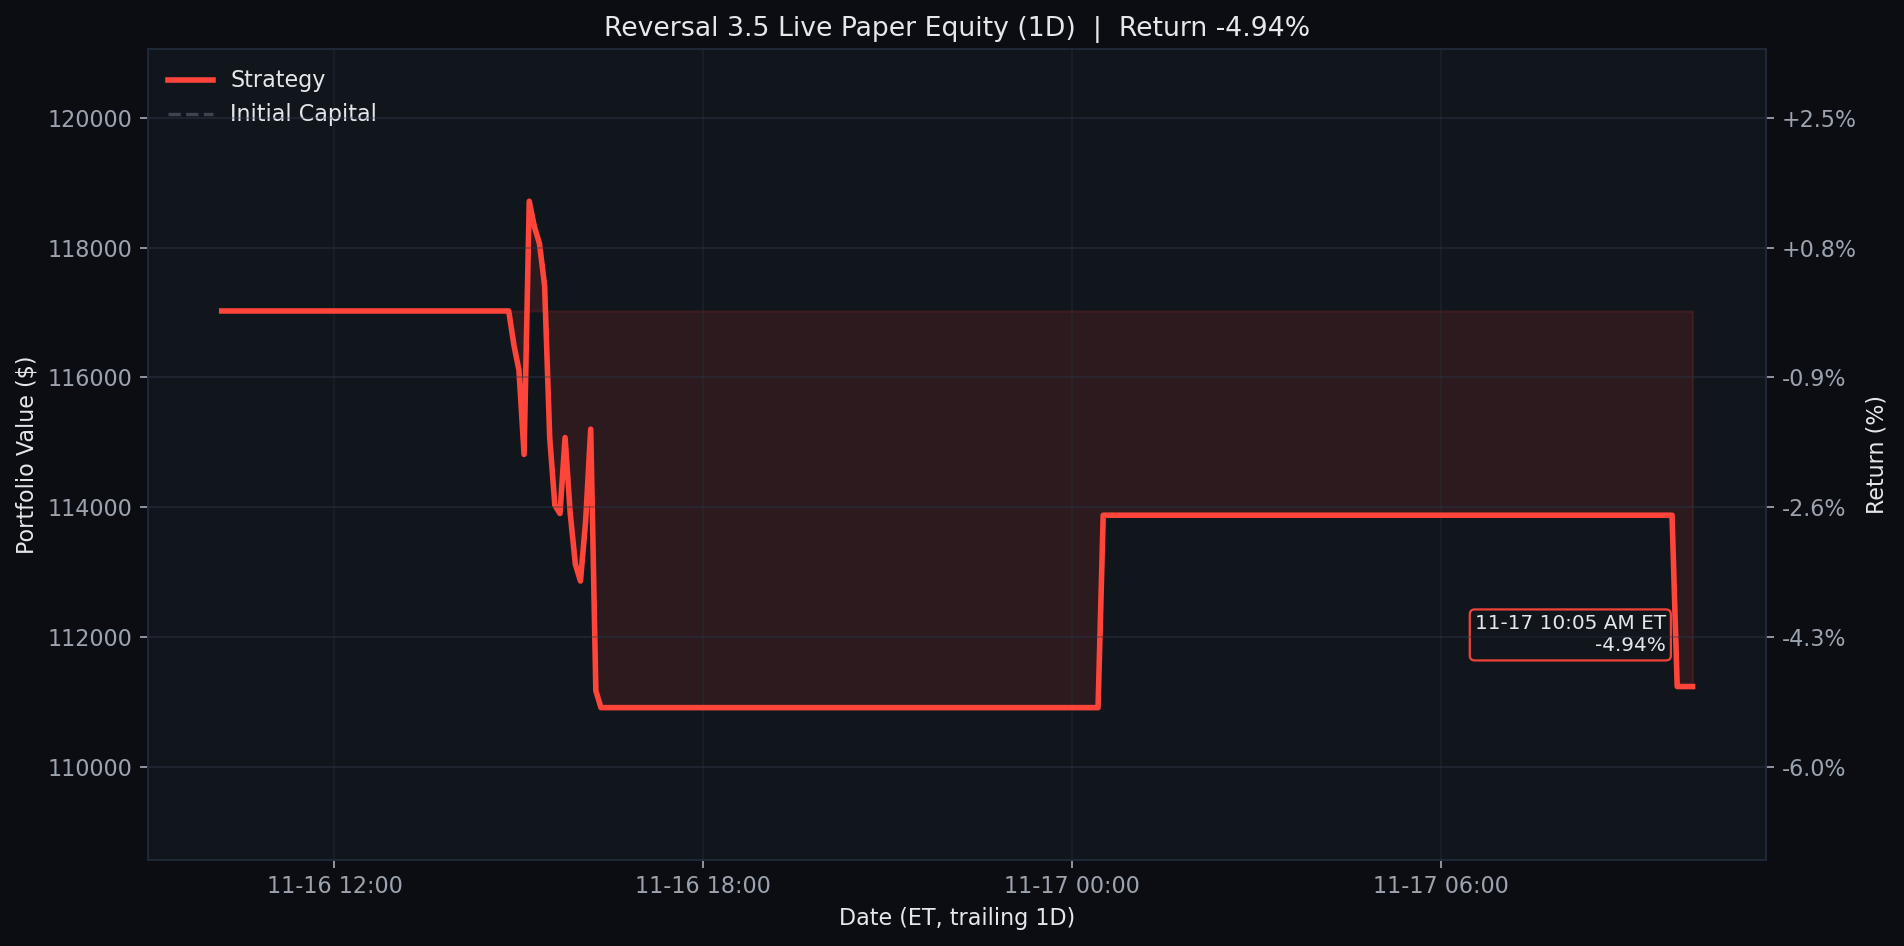 Reversal 3.5 Live Paper Equity (1D) | Return -4.94%
Strategy
Initial Capital
Portfolio Value ($)
120000
118000
116000
114000
112000
110000
+2.5%
+0.8%
-0.9%
-2.6%
-4.3%
-6.0%
Return (%)
11-17 10:05 AM ET
-4.94%
11-16 12:00
11-16 18:00
11-17 00:00
11-17 06:00
Date (ET, trailing 1D)